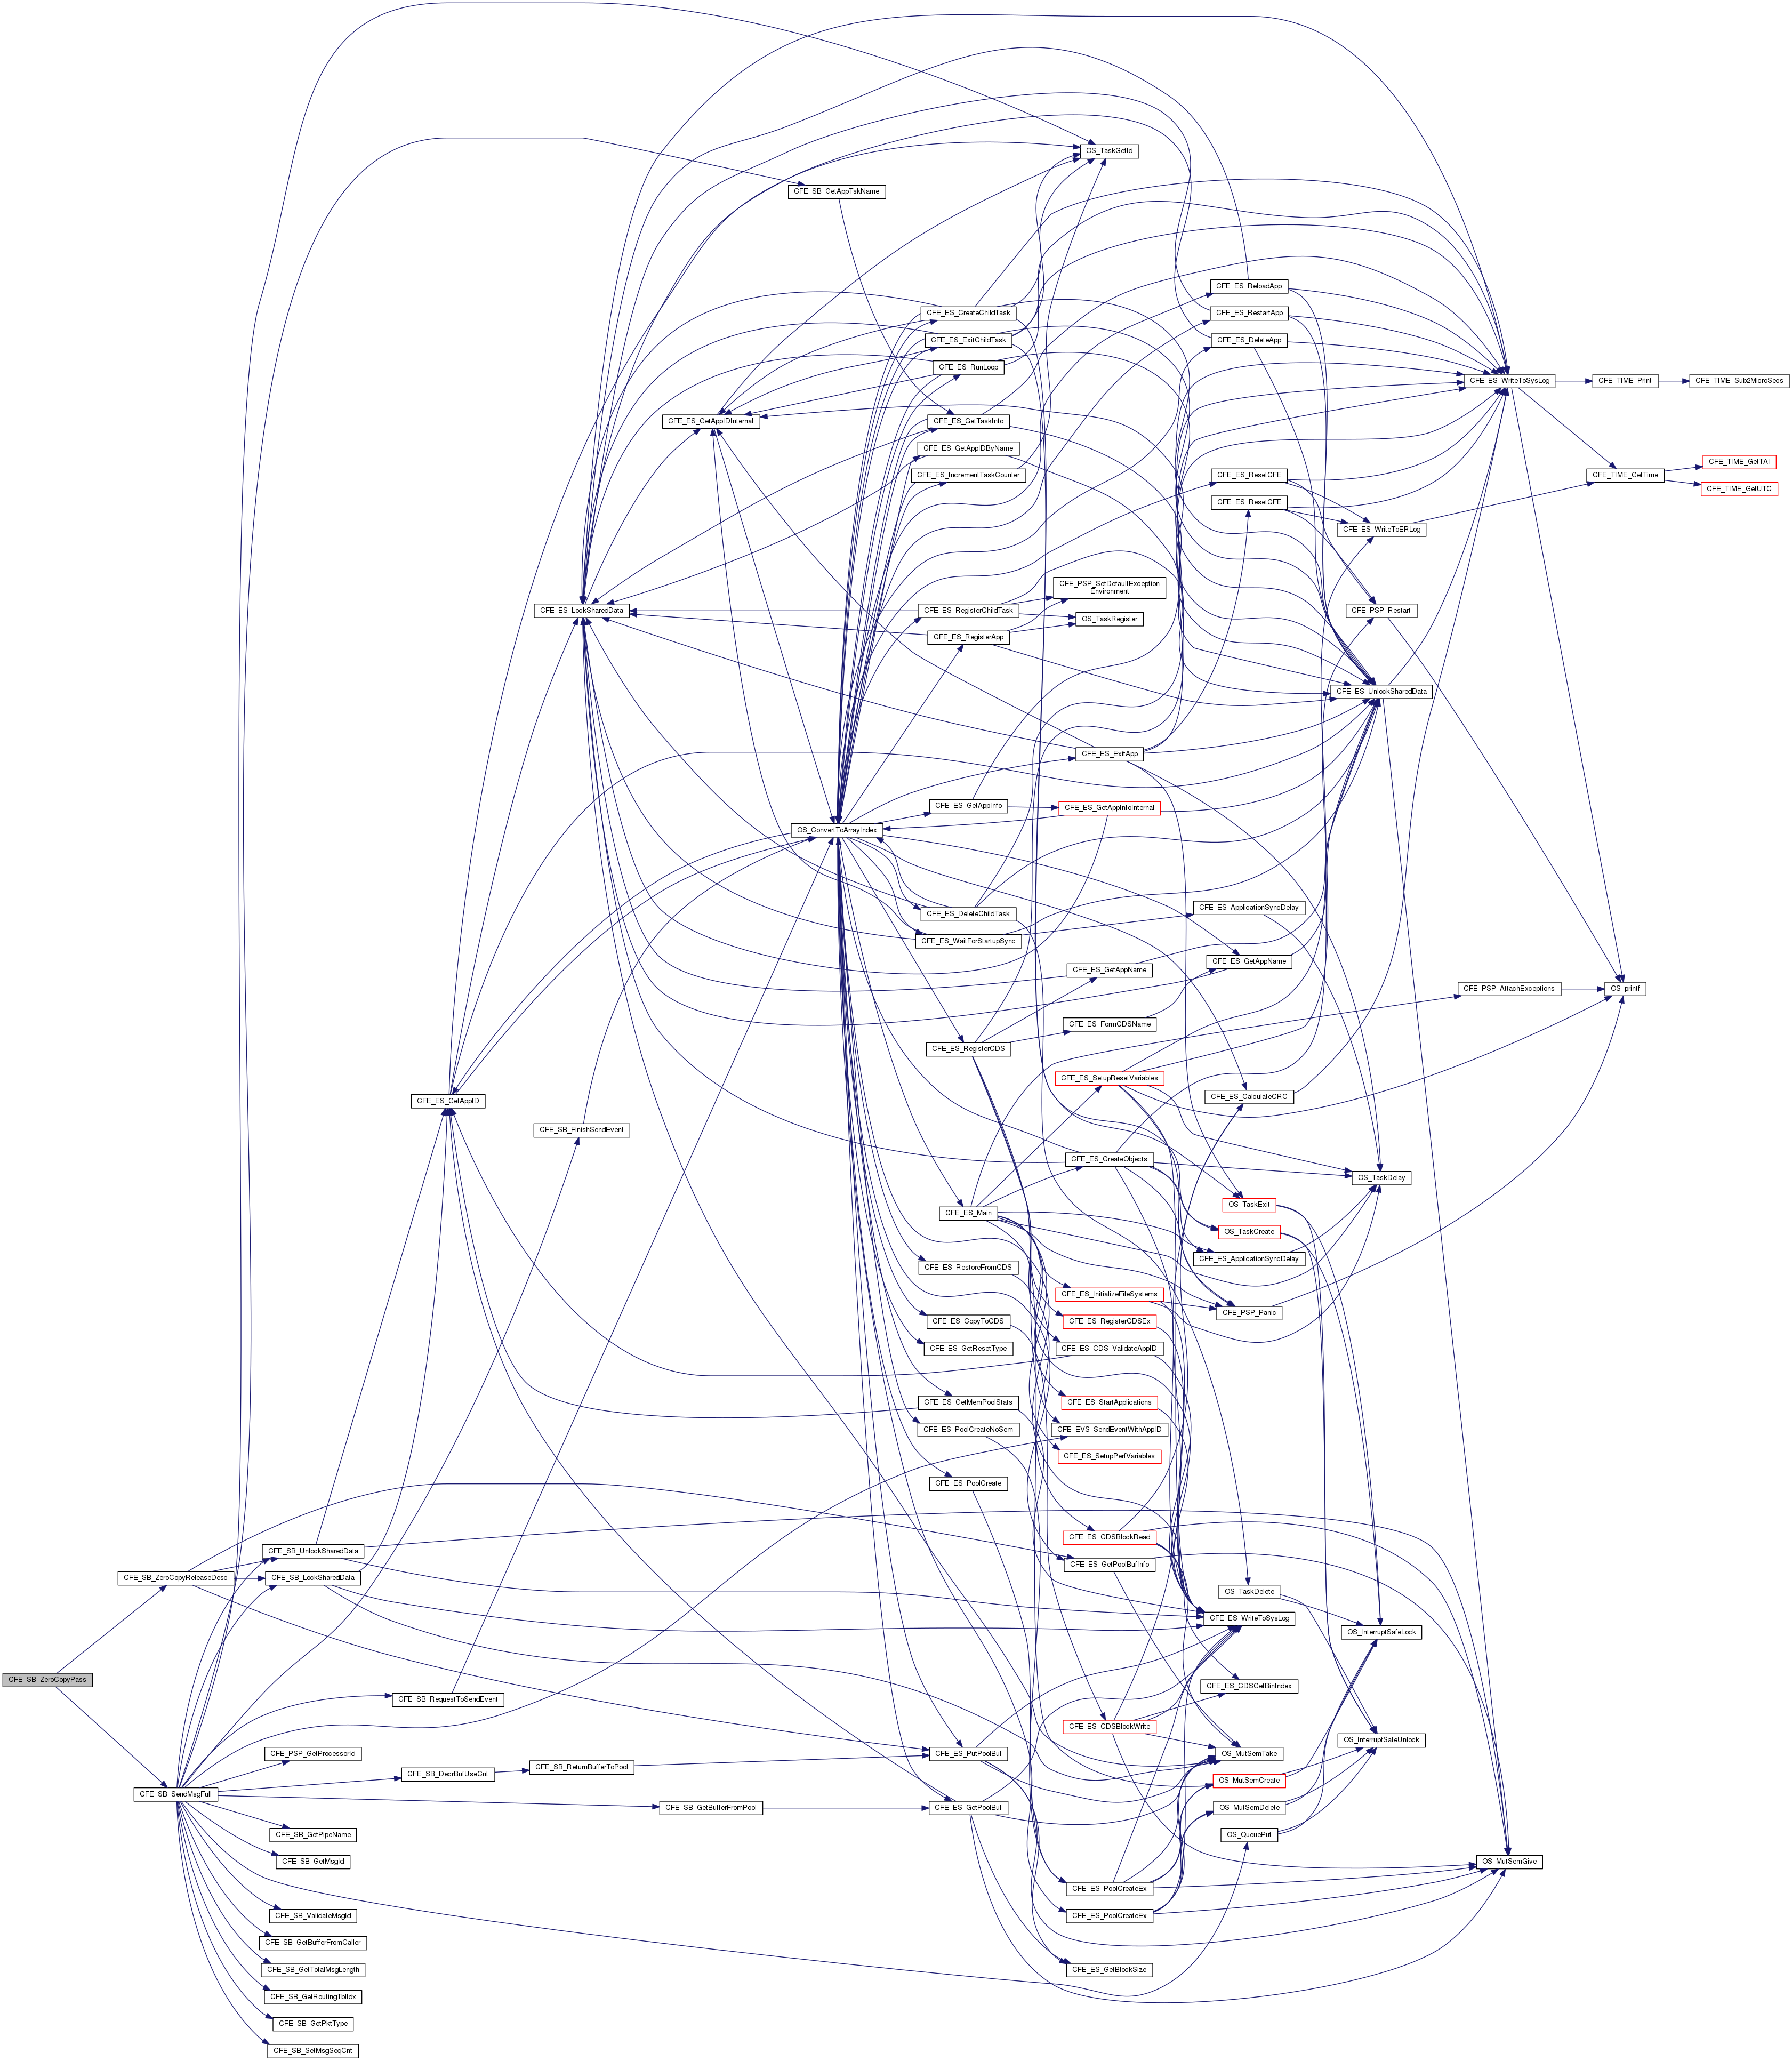 OS_TaskGetId
CFE_SB_GetAppTskName
CFE_ES_ReloadApp
CFE_ES_CreateChildTask
CFE_ES_RestartApp
CFE_ES_ExitChildTask
CFE_ES_DeleteApp
CFE_ES_RunLoop
CFE_ES_WriteToSysLog
CFE_TIME_Print
CFE_TIME_Sub2MicroSecs
CFE_ES_GetAppIDInternal
CFE_ES_GetTaskInfo
CFE_ES_GetAppIDByName
CFE_TIME_GetTAI
CFE_ES_IncrementTaskCounter
CFE_ES_ResetCFE
CFE_TIME_GetTime
CFE_TIME_GetUTC
CFE_ES_ResetCFE
CFE_ES_WriteToERLog
CFE_PSP_SetDefaultException
Environment
CFE_ES_LockSharedData
CFE_ES_RegisterChildTask
CFE_PSP_Restart
OS_TaskRegister
CFE_ES_RegisterApp
CFE_ES_UnlockSharedData
CFE_ES_ExitApp
CFE_ES_GetAppInfo
CFE_ES_GetAppInfoInternal
OS_ConvertToArrayIndex
CFE_ES_DeleteChildTask
CFE_ES_ApplicationSyncDelay
CFE_ES_WaitForStartupSync
CFE_ES_GetAppName
CFE_ES_GetAppName
CFE_PSP_AttachExceptions
OS_printf
CFE_ES_FormCDSName
CFE_ES_RegisterCDS
CFE_ES_SetupResetVariables
CFE_ES_CalculateCRC
CFE_ES_GetAppID
CFE_SB_FinishSendEvent
CFE_ES_CreateObjects
OS_TaskDelay
OS_TaskExit
CFE_ES_Main
OS_TaskCreate
CFE_ES_ApplicationSyncDelay
CFE_ES_RestoreFromCDS
CFE_ES_InitializeFileSystems
CFE_PSP_Panic
CFE_ES_CopyToCDS
CFE_ES_RegisterCDSEx
CFE_ES_GetResetType
CFE_ES_CDS_ValidateAppID
CFE_ES_GetMemPoolStats
CFE_ES_StartApplications
CFE_ES_PoolCreateNoSem
CFE_EVS_SendEventWithAppID
CFE_ES_SetupPerfVariables
CFE_ES_PoolCreate
CFE_ES_CDSBlockRead
CFE_SB_UnlockSharedData
CFE_ES_GetPoolBufInfo
CFE_SB_ZeroCopyReleaseDesc
CFE_SB_LockSharedData
OS_TaskDelete
CFE_ES_WriteToSysLog
OS_InterruptSafeLock
CFE_SB_ZeroCopyPass
CFE_ES_CDSGetBinIndex
CFE_SB_RequestToSendEvent
CFE_ES_CDSBlockWrite
OS_InterruptSafeUnlock
CFE_PSP_GetProcessorId
CFE_ES_PutPoolBuf
OS_MutSemTake
CFE_SB_DecrBufUseCnt
CFE_SB_ReturnBufferToPool
OS_MutSemCreate
CFE_SB_SendMsgFull
CFE_SB_GetBufferFromPool
CFE_ES_GetPoolBuf
OS_MutSemDelete
CFE_SB_GetPipeName
OS_QueuePut
CFE_SB_GetMsgId
OS_MutSemGive
CFE_ES_PoolCreateEx
CFE_SB_ValidateMsgId
CFE_ES_PoolCreateEx
CFE_SB_GetBufferFromCaller
CFE_SB_GetTotalMsgLength
CFE_ES_GetBlockSize
CFE_SB_GetRoutingTblIdx
CFE_SB_GetPktType
CFE_SB_SetMsgSeqCnt